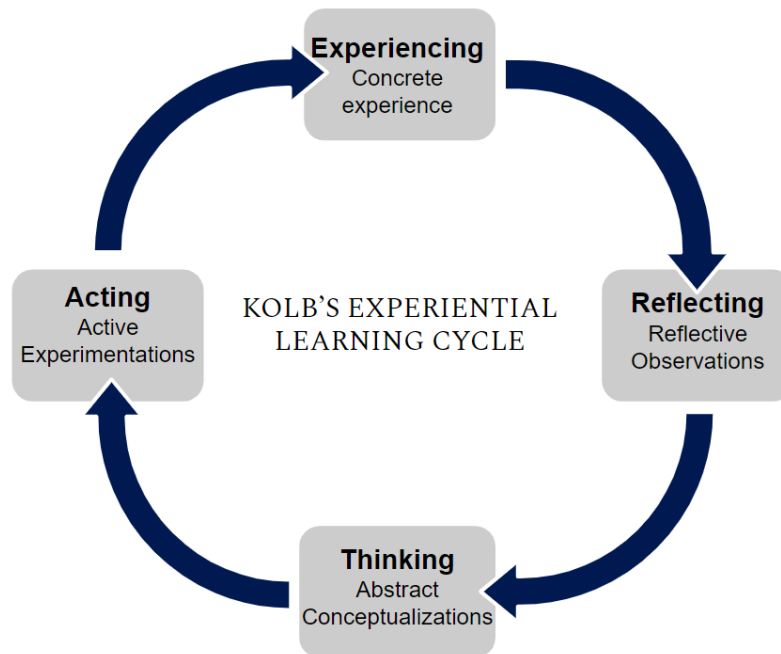 Experiencing
Concrete
experience
Acting
Active
Experimentations
KOLB’S EXPERIENTIAL
LEARNING CYCLE
Reflecting
Reflective
Observations
Thinking
Abstract
Conceptualizations